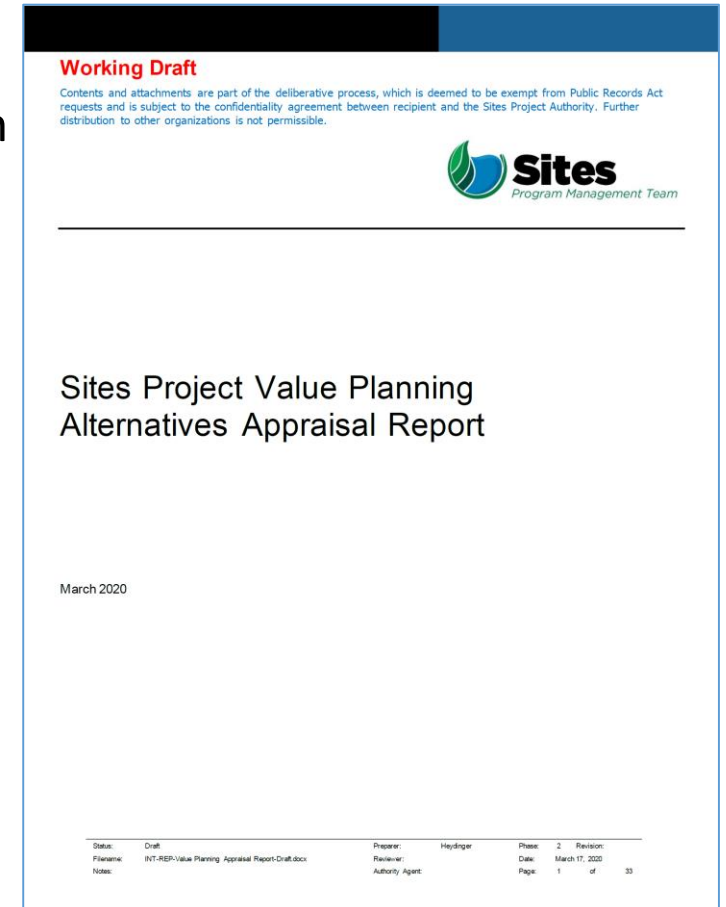 Working Draft
Contents and attachments are part of the deliberative process, which is deemed to be exempt from Public Records Act
requests and is subject to the confidentiality agreement between recipient and the Sites Project Authority. Further
distribution to other organizations is not permissible.
Sites
Program Management Team
Sites Project Value Planning
Alternatives Appraisal Report
March 2020
Status: Draft Preparer: Heydinger Phase: 2 Revision:
Filename: INT-REP-Value Planning Appraisal Report-Draft.docx Reviewer: Date: March 17, 2020
Notes: Authority Agent: Page: 1 of 33